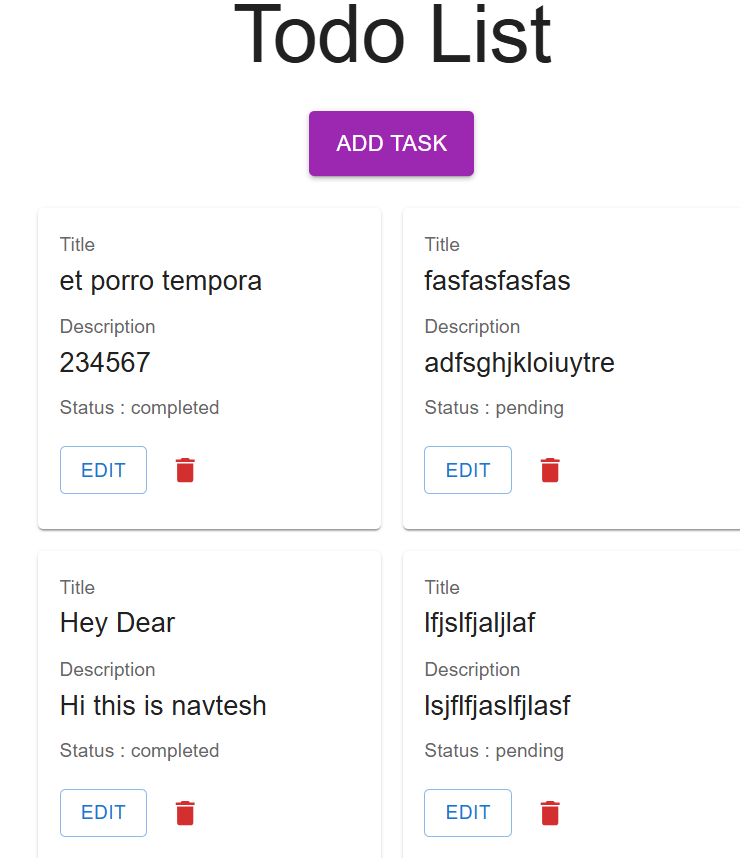 Todo List
ADD TASK
Title
et porro tempora
Description
234567
Status : completed
EDIT
Title
fasfasfasfas
Description
adfsghjkloiuytre
Status : pending
EDIT
Title
Hey Dear
Description
Hi this is navtesh
Status : completed
EDIT
Title
lfjslfjaljlaf
Description
lsjflfjaslfjlasf
Status : pending
EDIT